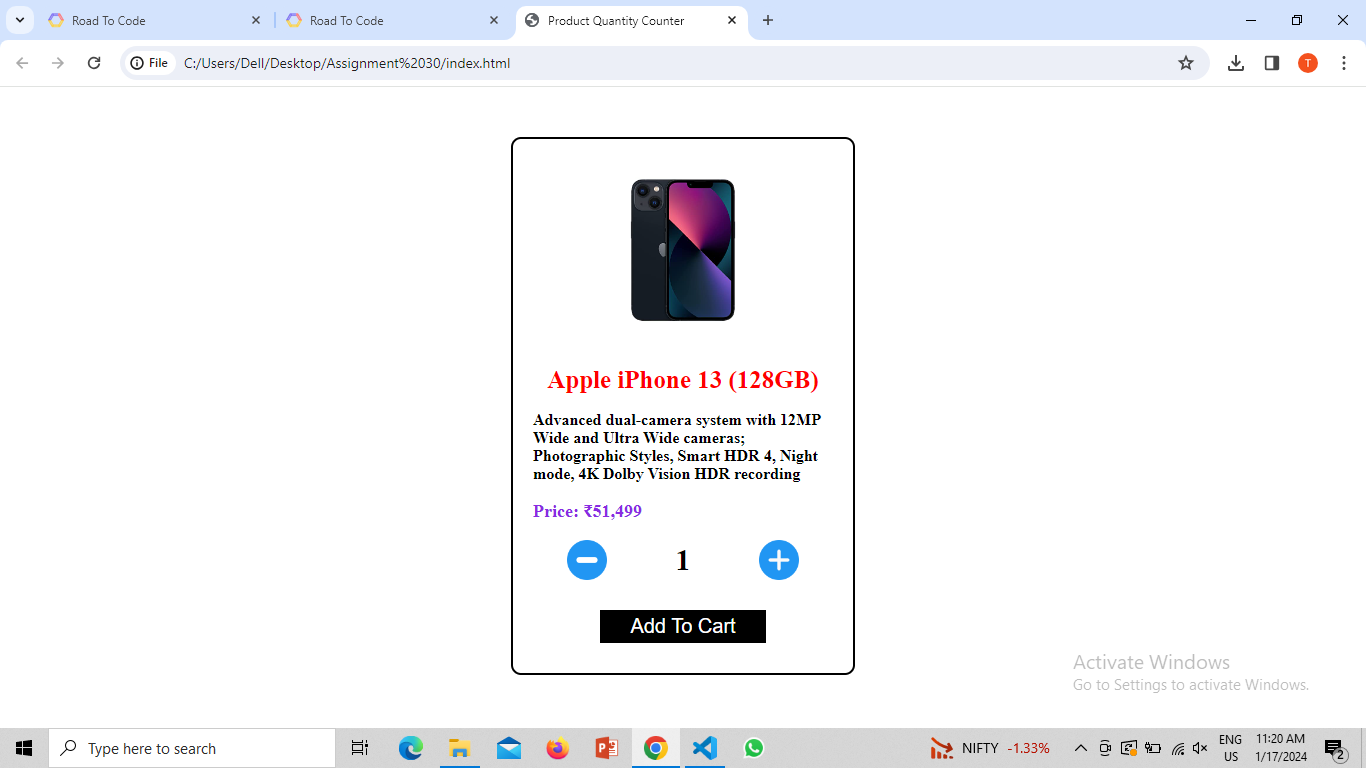 Road To Code
Road To Code
Product Quantity Counter
File
C:/Users/Dell/Desktop/Assignment%2030/index.html
T
Apple iPhone 13 (128GB)
Advanced dual-camera system with 12MP
Wide and Ultra Wide cameras;
Photographic Styles, Smart HDR 4, Night
mode, 4K Dolby Vision HDR recording
Price: ₹51,499
1
Add To Cart
Activate Windows
Go to Settings to activate Windows.
Type here to search
NIFTY -1.33%
ENG
US
11:20 AM
1/17/2024
2